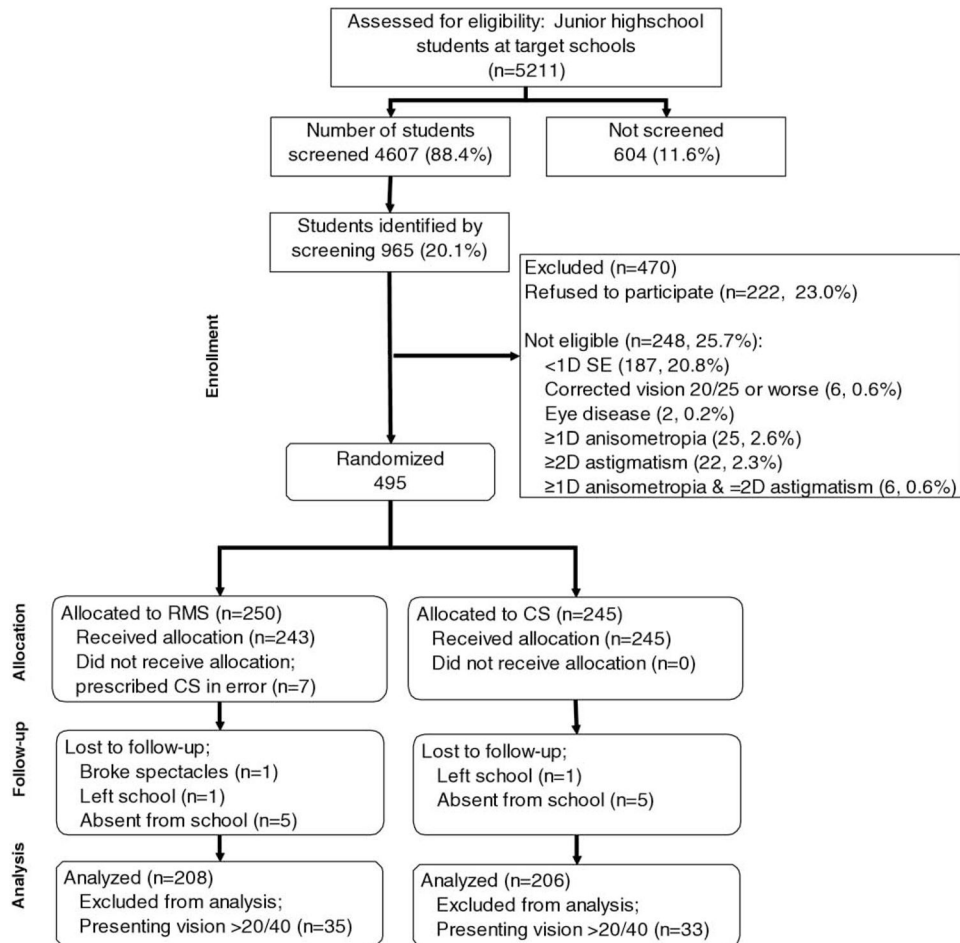 Assessed for eligibility: Junior highschool
students at target schools
(n=5211)
Number of students
screened 4607 (88.4%)
Not screened
604 (11.6%)
Students identified by
screening 965 (20.1%)
Excluded (n=470)
Refused to participate (n=222, 23.0%)
Not eligible (n=248, 25.7%):
<1D SE (187, 20.8%)
Corrected vision 20/25 or worse (6, 0.6%)
Eye disease (2, 0.2%)
≥1D anisometropia (25, 2.6%)
≥2D astigmatism (22, 2.3%)
≥1D anisometropia & =2D astigmatism (6, 0.6%)
Enrollment
Randomized
495
Allocation
Allocated to RMS (n=250)
Received allocation (n=243)
Did not receive allocation;
prescribed CS in error (n=7)
Allocated to CS (n=245)
Received allocation (n=245)
Did not receive allocation (n=0)
Follow-up
Lost to follow-up;
Broke spectacles (n=1)
Left school (n=1)
Absent from school (n=5)
Lost to follow-up;
Left school (n=1)
Absent from school (n=5)
Analysis
Analyzed (n=208)
Excluded from analysis;
Presenting vision >20/40 (n=35)
Analyzed (n=206)
Excluded from analysis;
Presenting vision >20/40 (n=33)